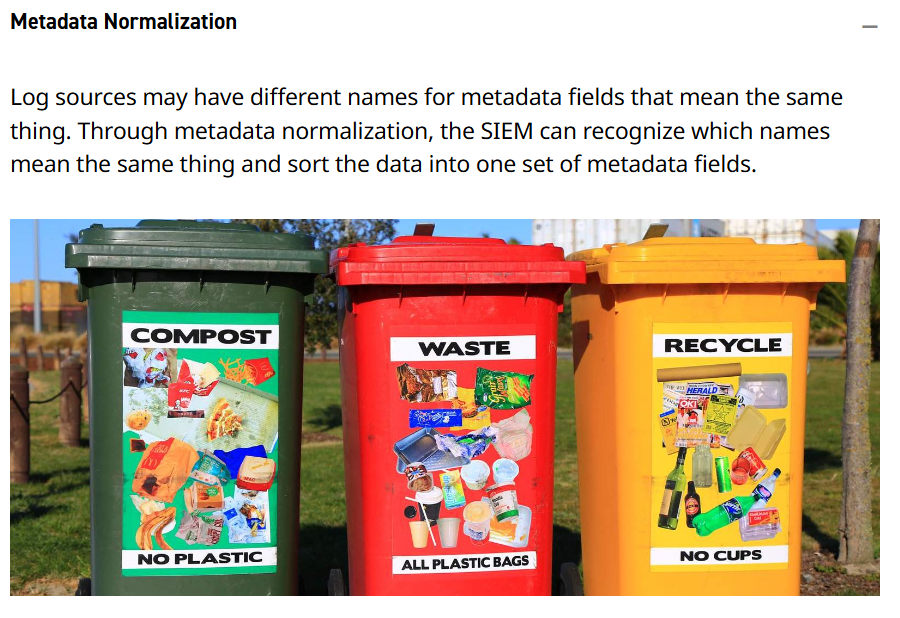 Metadata Normalization
Log sources may have different names for metadata fields that mean the same
thing. Through metadata normalization, the SIEM can recognize which names
mean the same thing and sort the data into one set of metadata fields.
COMPOST
NO PLASTIC
WASTE
ALL PLASTIC BAGS
RECYCLE
HERALD
OK!
NO CUPS